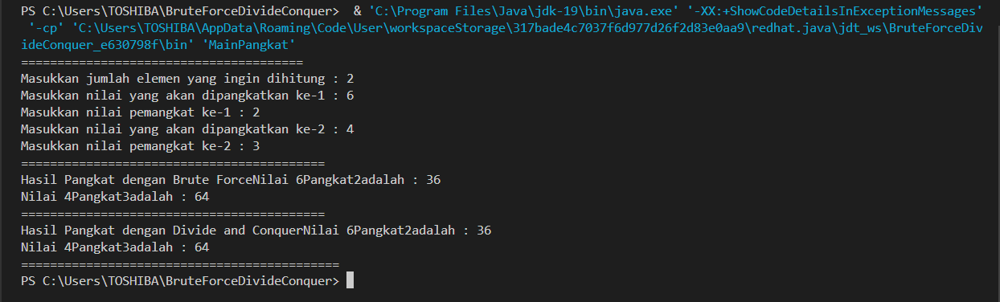 PS C:\Users\TOSHIBA\BruteForceDivideConquer>  & 'C:\Program Files\Java\jdk-19\bin\java.exe' '-XX:+ShowCodeDetailsInExceptionMessages'
'-cp' 'C:\Users\TOSHIBA\AppData\Roaming\Code\User\workspaceStorage\317bade4c7037f6d977d26f2d83e0aa9\redhat.java\jdt_ws\BruteForceDiv
ideConquer_e630798f\bin' 'MainPangkat'
=======================================
Masukkan jumlah elemen yang ingin dihitung : 2
Masukkan nilai yang akan dipangkatkan ke-1 : 6
Masukkan nilai pemangkat ke-1 : 2
Masukkan nilai yang akan dipangkatkan ke-2 : 4
Masukkan nilai pemangkat ke-2 : 3
==========================================
Hasil Pangkat dengan Brute ForceNilai 6Pangkat2adalah : 36
Nilai 4Pangkat3adalah : 64
==========================================
Hasil Pangkat dengan Divide and ConquerNilai 6Pangkat2adalah : 36
Nilai 4Pangkat3adalah : 64
============================================
PS C:\Users\TOSHIBA\BruteForceDivideConquer>